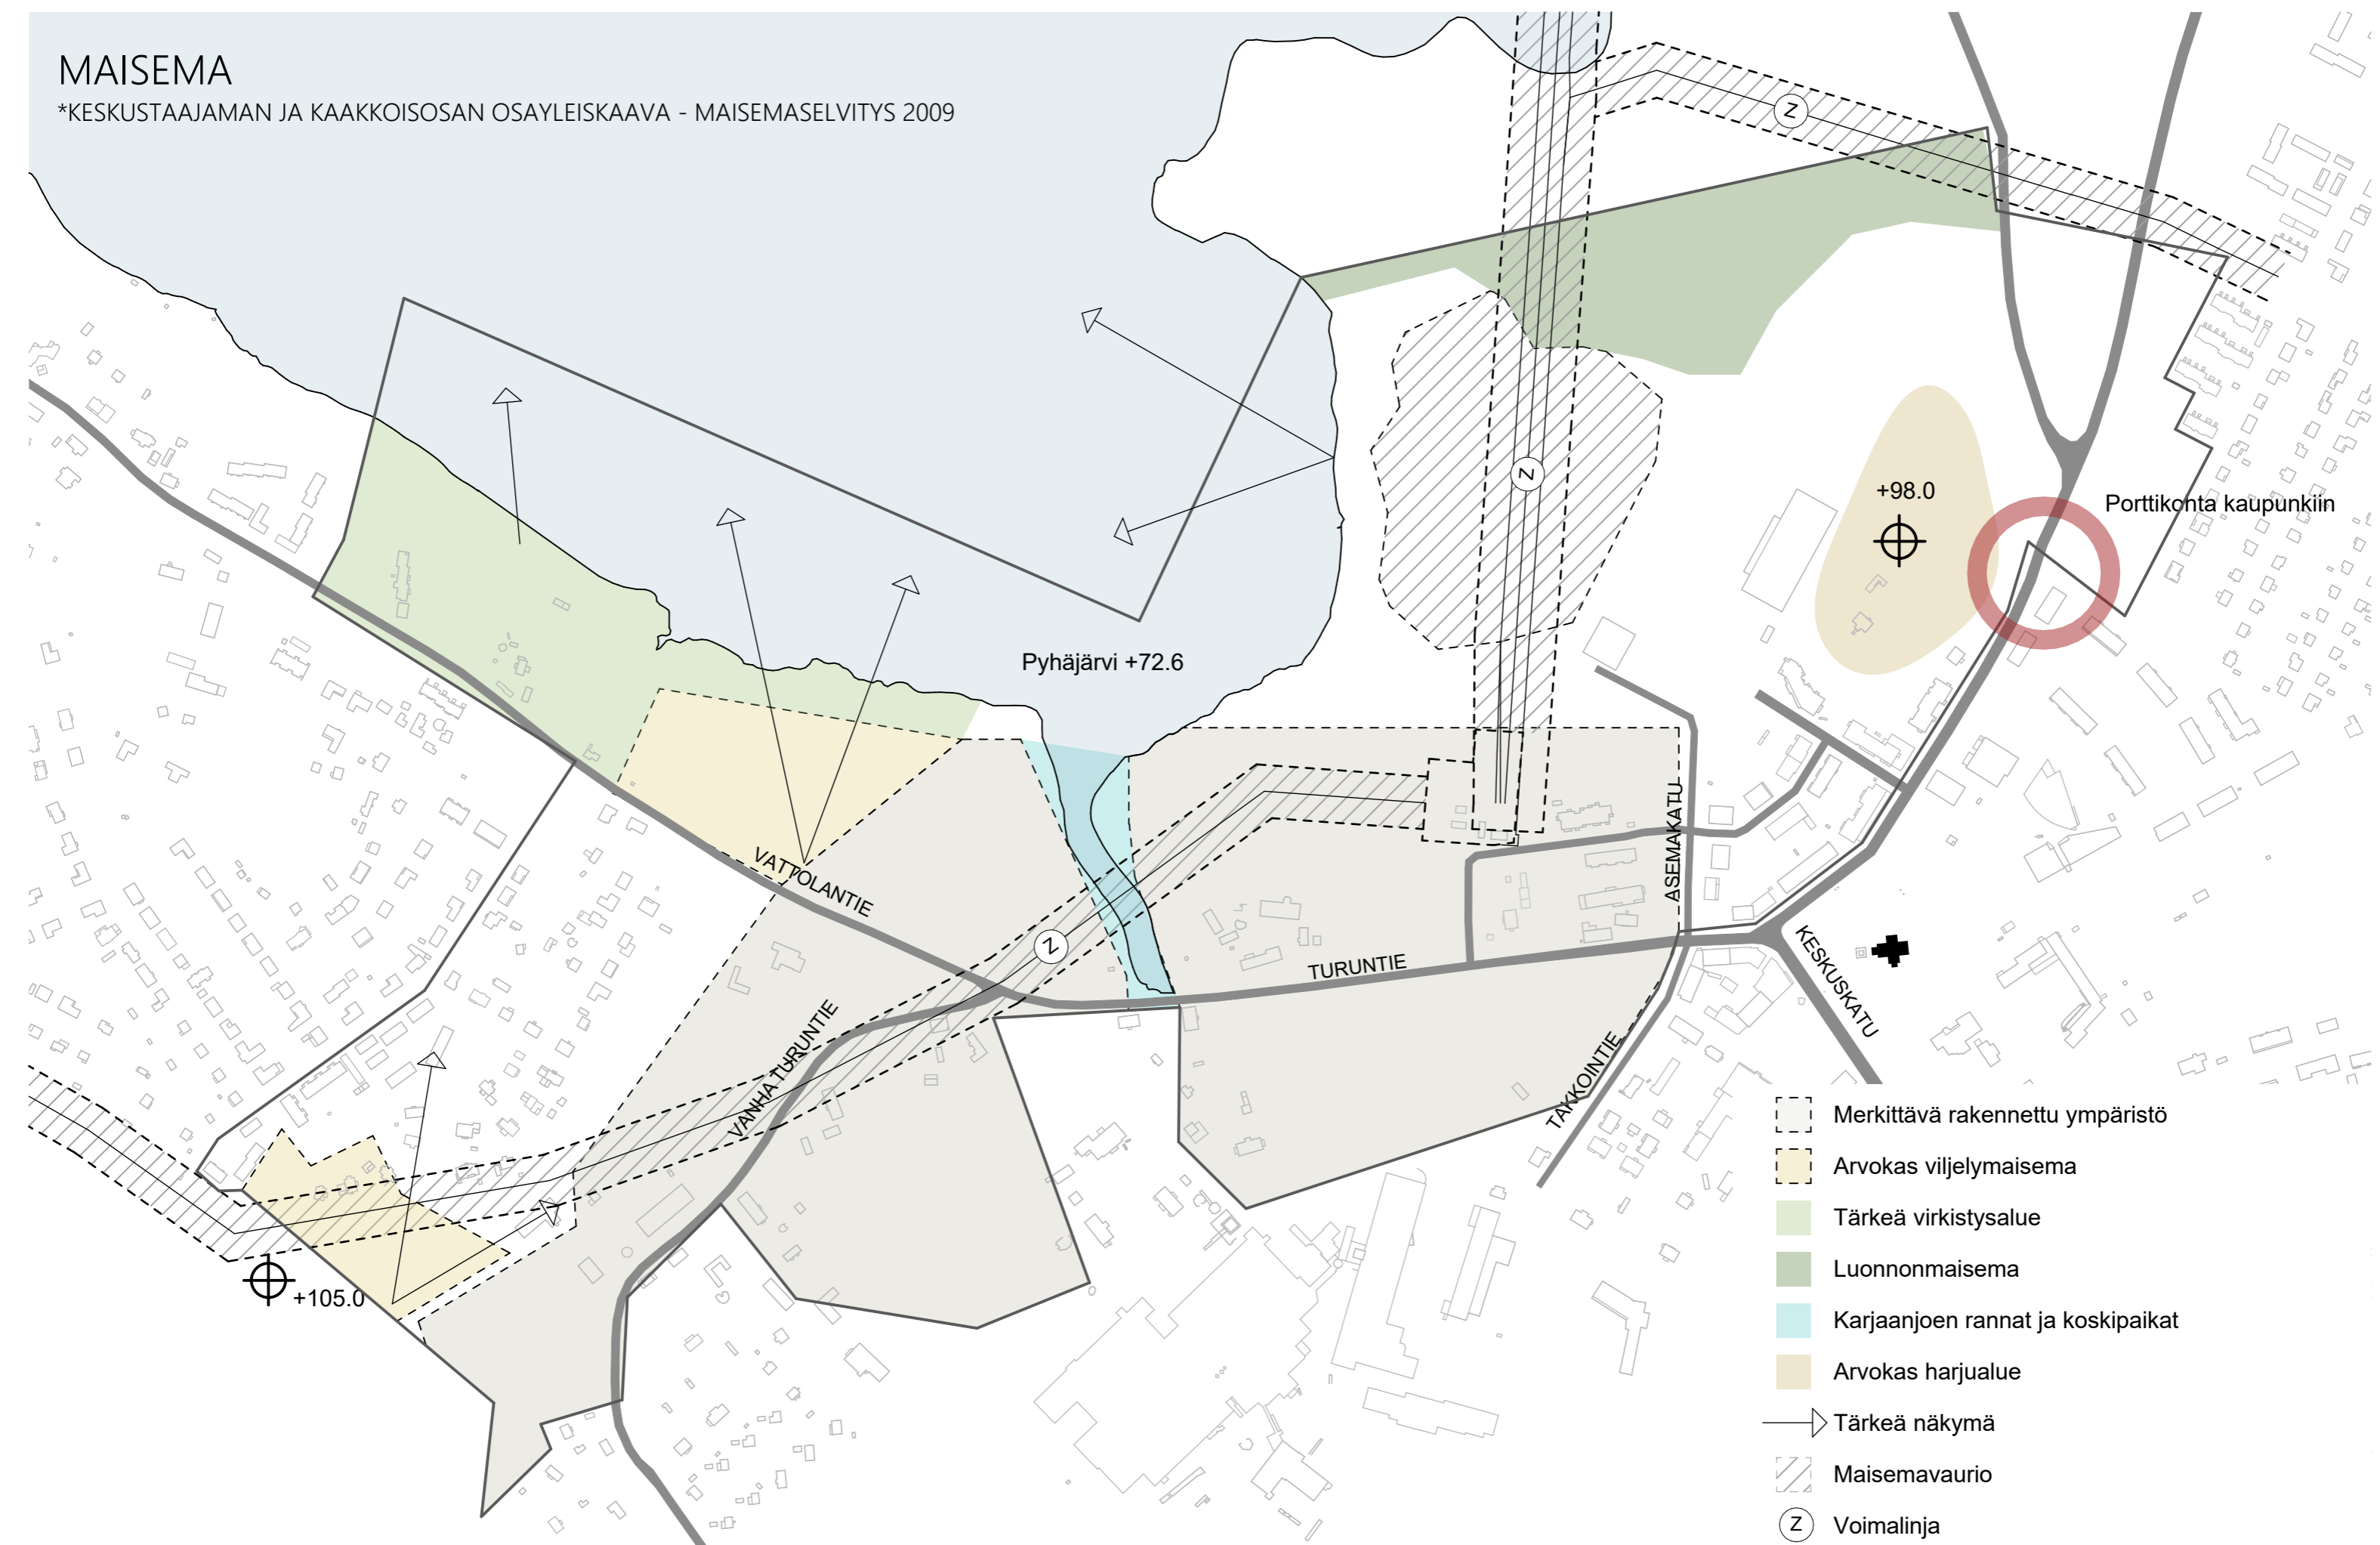 MAISEMA
*KESKUSTAAJAMAN JA KAAKKOISOSAN OSAYLEISKAAVA - MAISEMASELVITYS 2009
Z
Z
+98.0
Porttikonta kaupunkiin
Pyhäjärvi +72.6
ASEMAKATU
VATTOLANTIE
Z
TURUNTIE
KESKUSKATU
VANHA TURUNTIE
TAKKOINTIE
+105.0
Merkittävä rakennettu ympäristö
Arvokas viljelymaisema
Tärkeä virkistysalue
Luonnonmaisema
Karjaanjoen rannat ja koskipaikat
Arvokas harjualue
Tärkeä näkymä
Maisemavaurio
Z Voimalinja